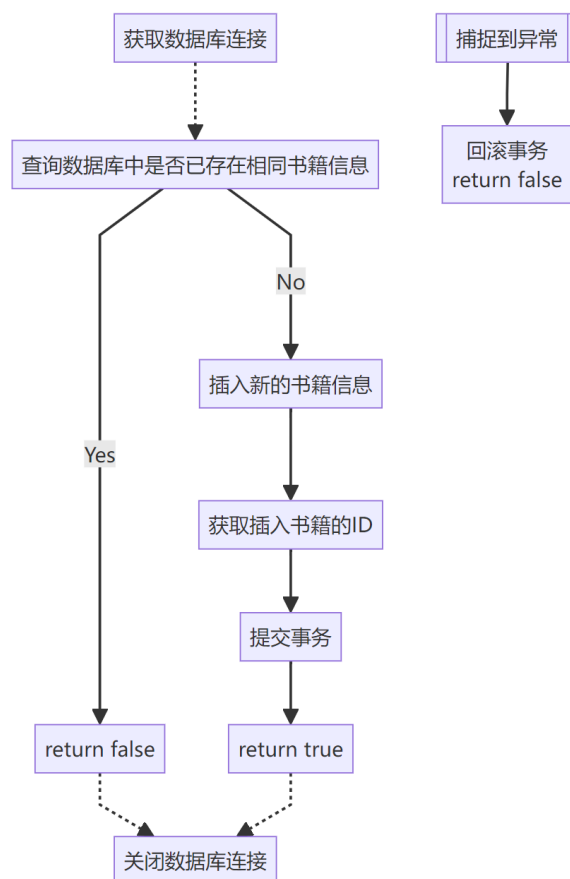 获取数据库连接
捕捉到异常
回滚事务
return false
查询数据库中是否已存在相同书籍信息
No
插入新的书籍信息
Yes
获取插入书籍的ID
提交事务
return false
return true
关闭数据库连接